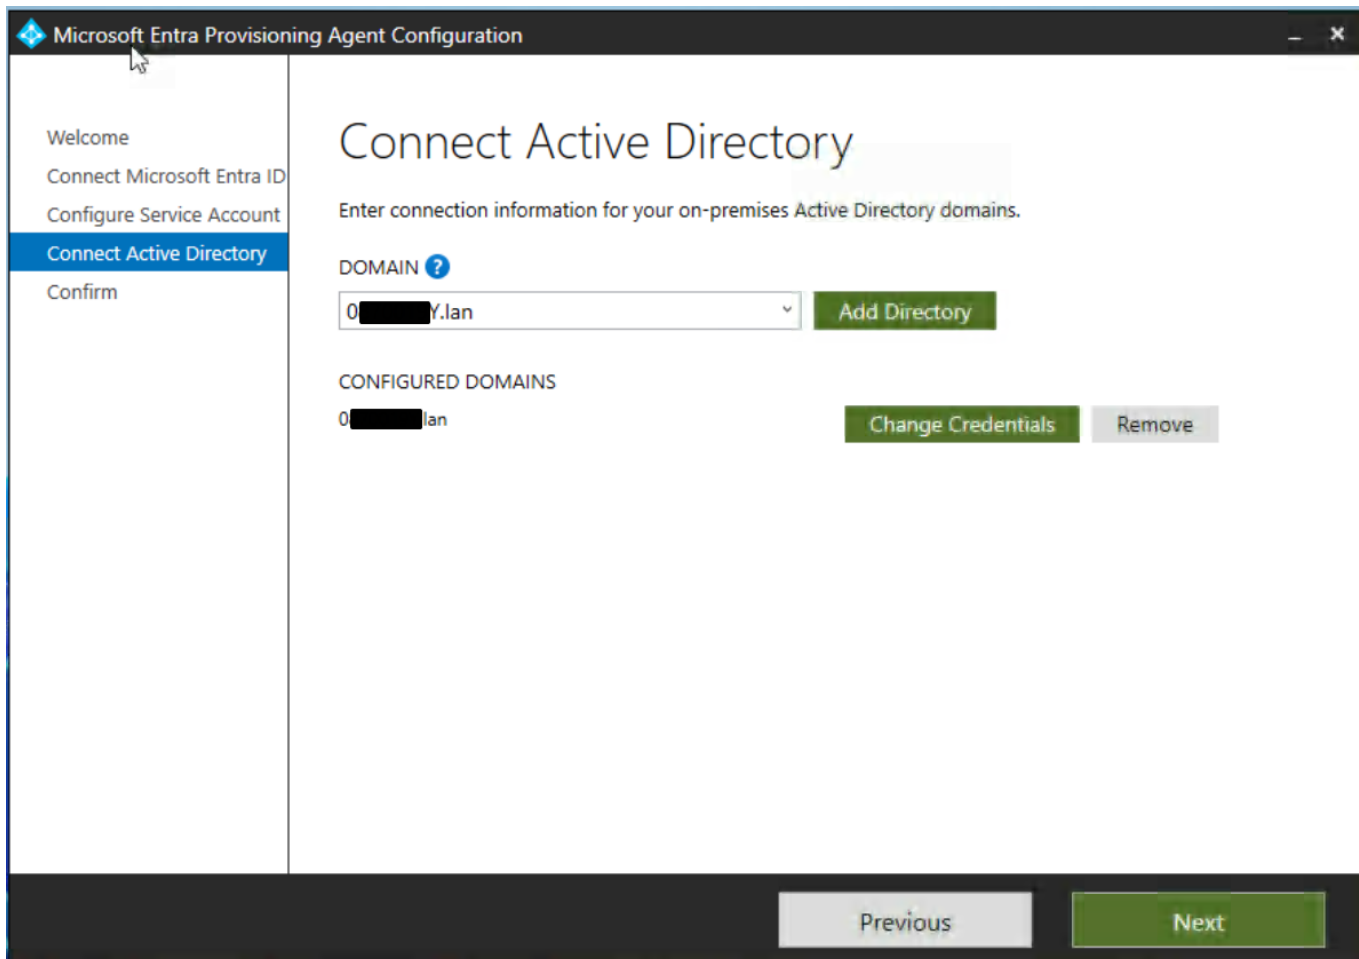 Microsoft Entra Provisioning Agent Configuration
Welcome
Connect Microsoft Entra ID
Configure Service Account
Connect Active Directory
Confirm
Connect Active Directory
Enter connection information for your on-premises Active Directory domains.
DOMAIN ?
0 Y.lan
Add Directory
CONFIGURED DOMAINS
0 lan
Change Credentials
Remove
Previous
Next